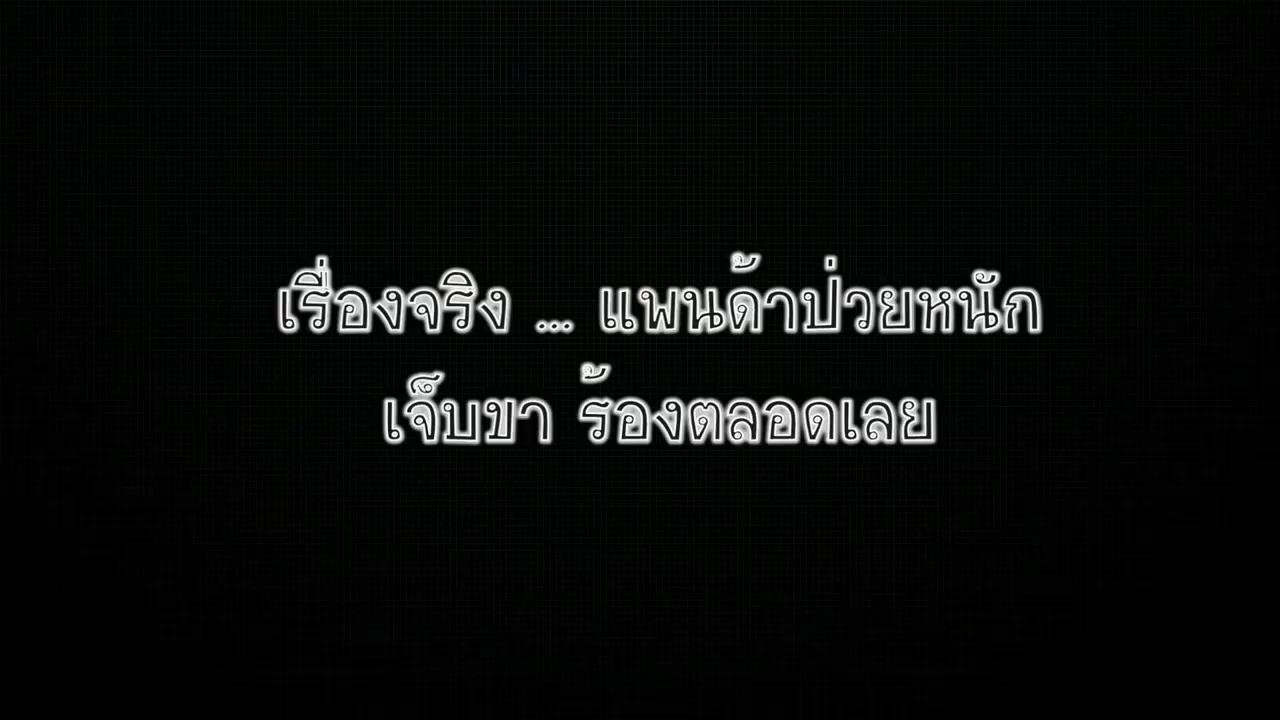 เรื่องจริง ... แพนด้าป่วยหนัก
เจ็บขา ร้องตลอดเลย